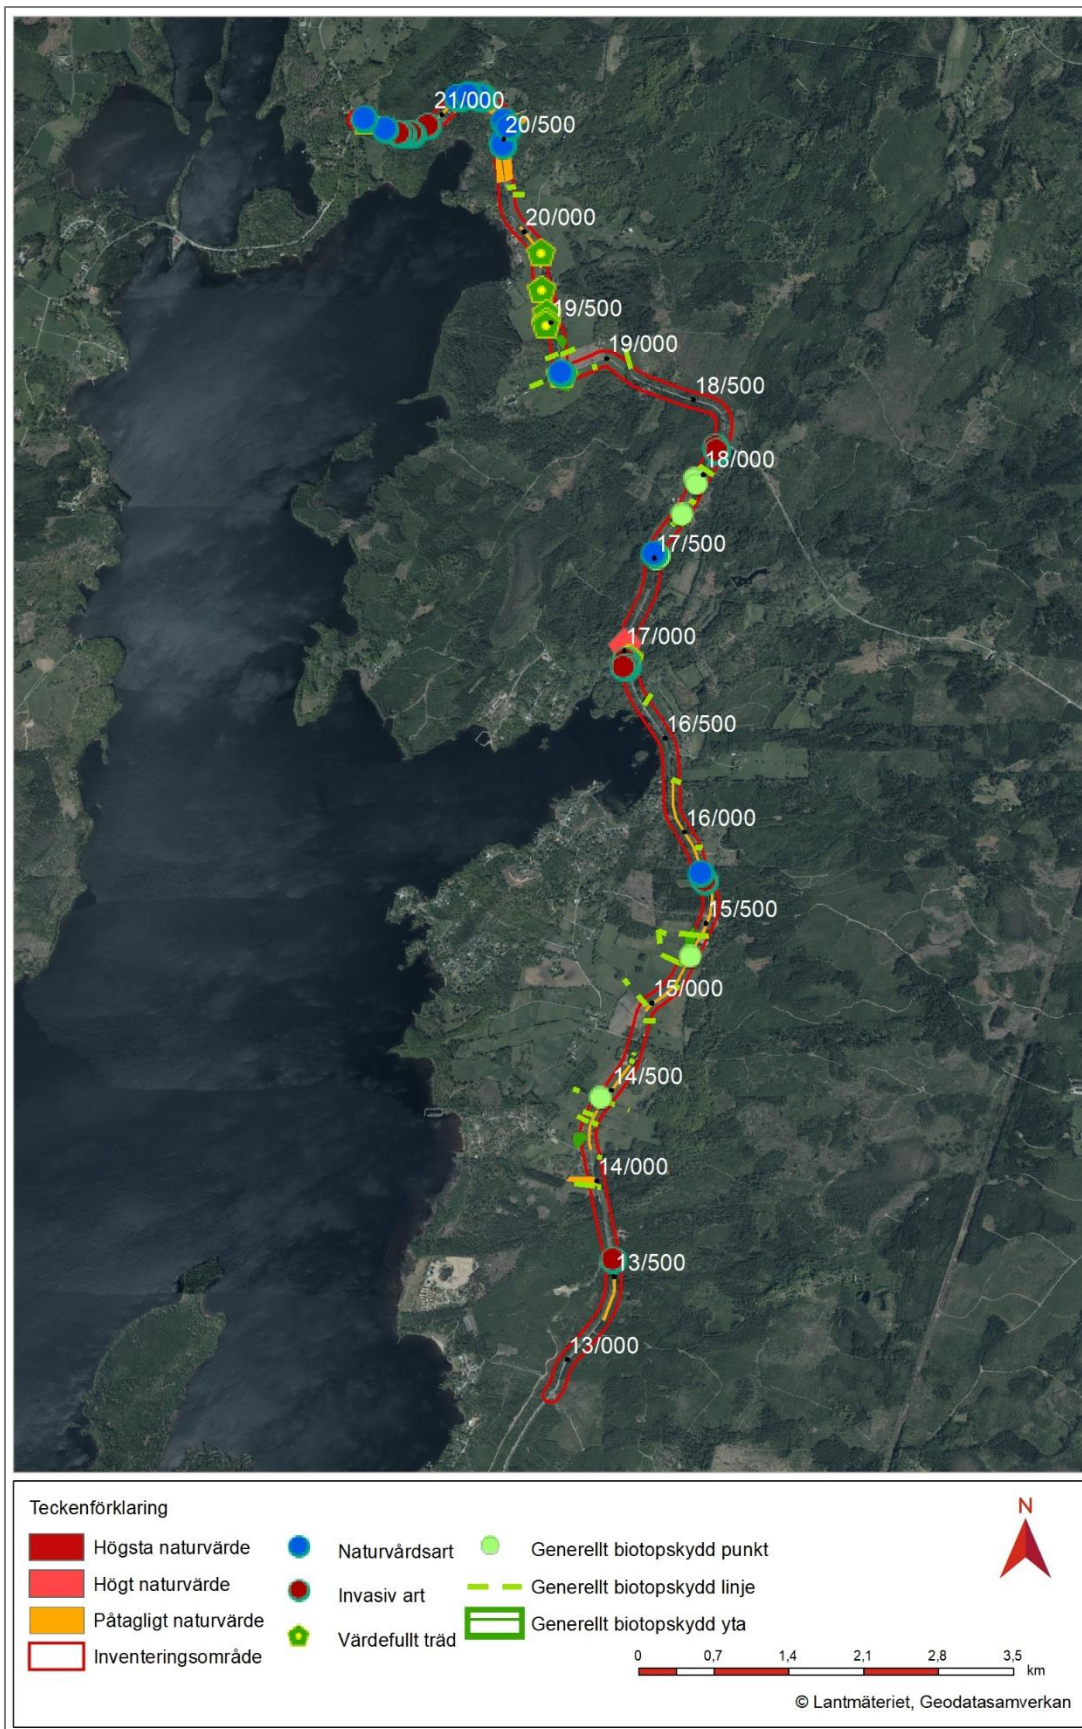 21/000
20/500
20/000
19/500
19/000
18/500
18/000
17/500
17/000
16/500
16/000
15/500
15/000
14/500
14/000
13/500
13/000
Teckenförklaring
Högsta naturvärde
Högt naturvärde
Påtagligt naturvärde
Inventeringsområde
Naturvårdsart
Invasiv art
Värdefullt träd
Generellt biotopskydd punkt
Generellt biotopskydd linje
Generellt biotopskydd yta
N
0 0,7 1,4 2,1 2,8 3,5
km
© Lantmäteriet, Geodatasamverkan